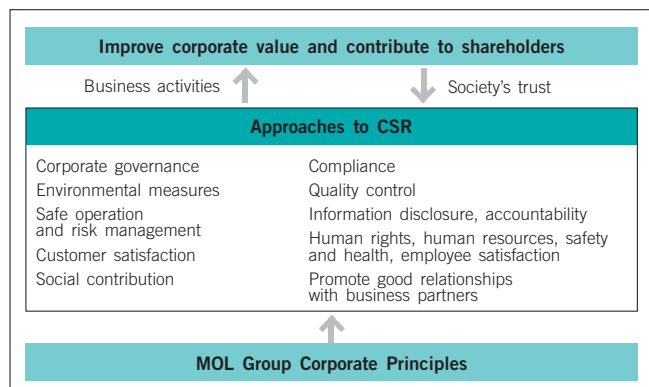 Improve corporate value and contribute to shareholders
Business activities
Society's trust
Approaches to CSR
Corporate governance
Environmental measures
Safe operation
and risk management
Customer satisfaction
Social contribution
Compliance
Quality control
Information disclosure, accountability
Human rights, human resources, safety
and health, employee satisfaction
Promote good relationships
with business partners
MOL Group Corporate Principles